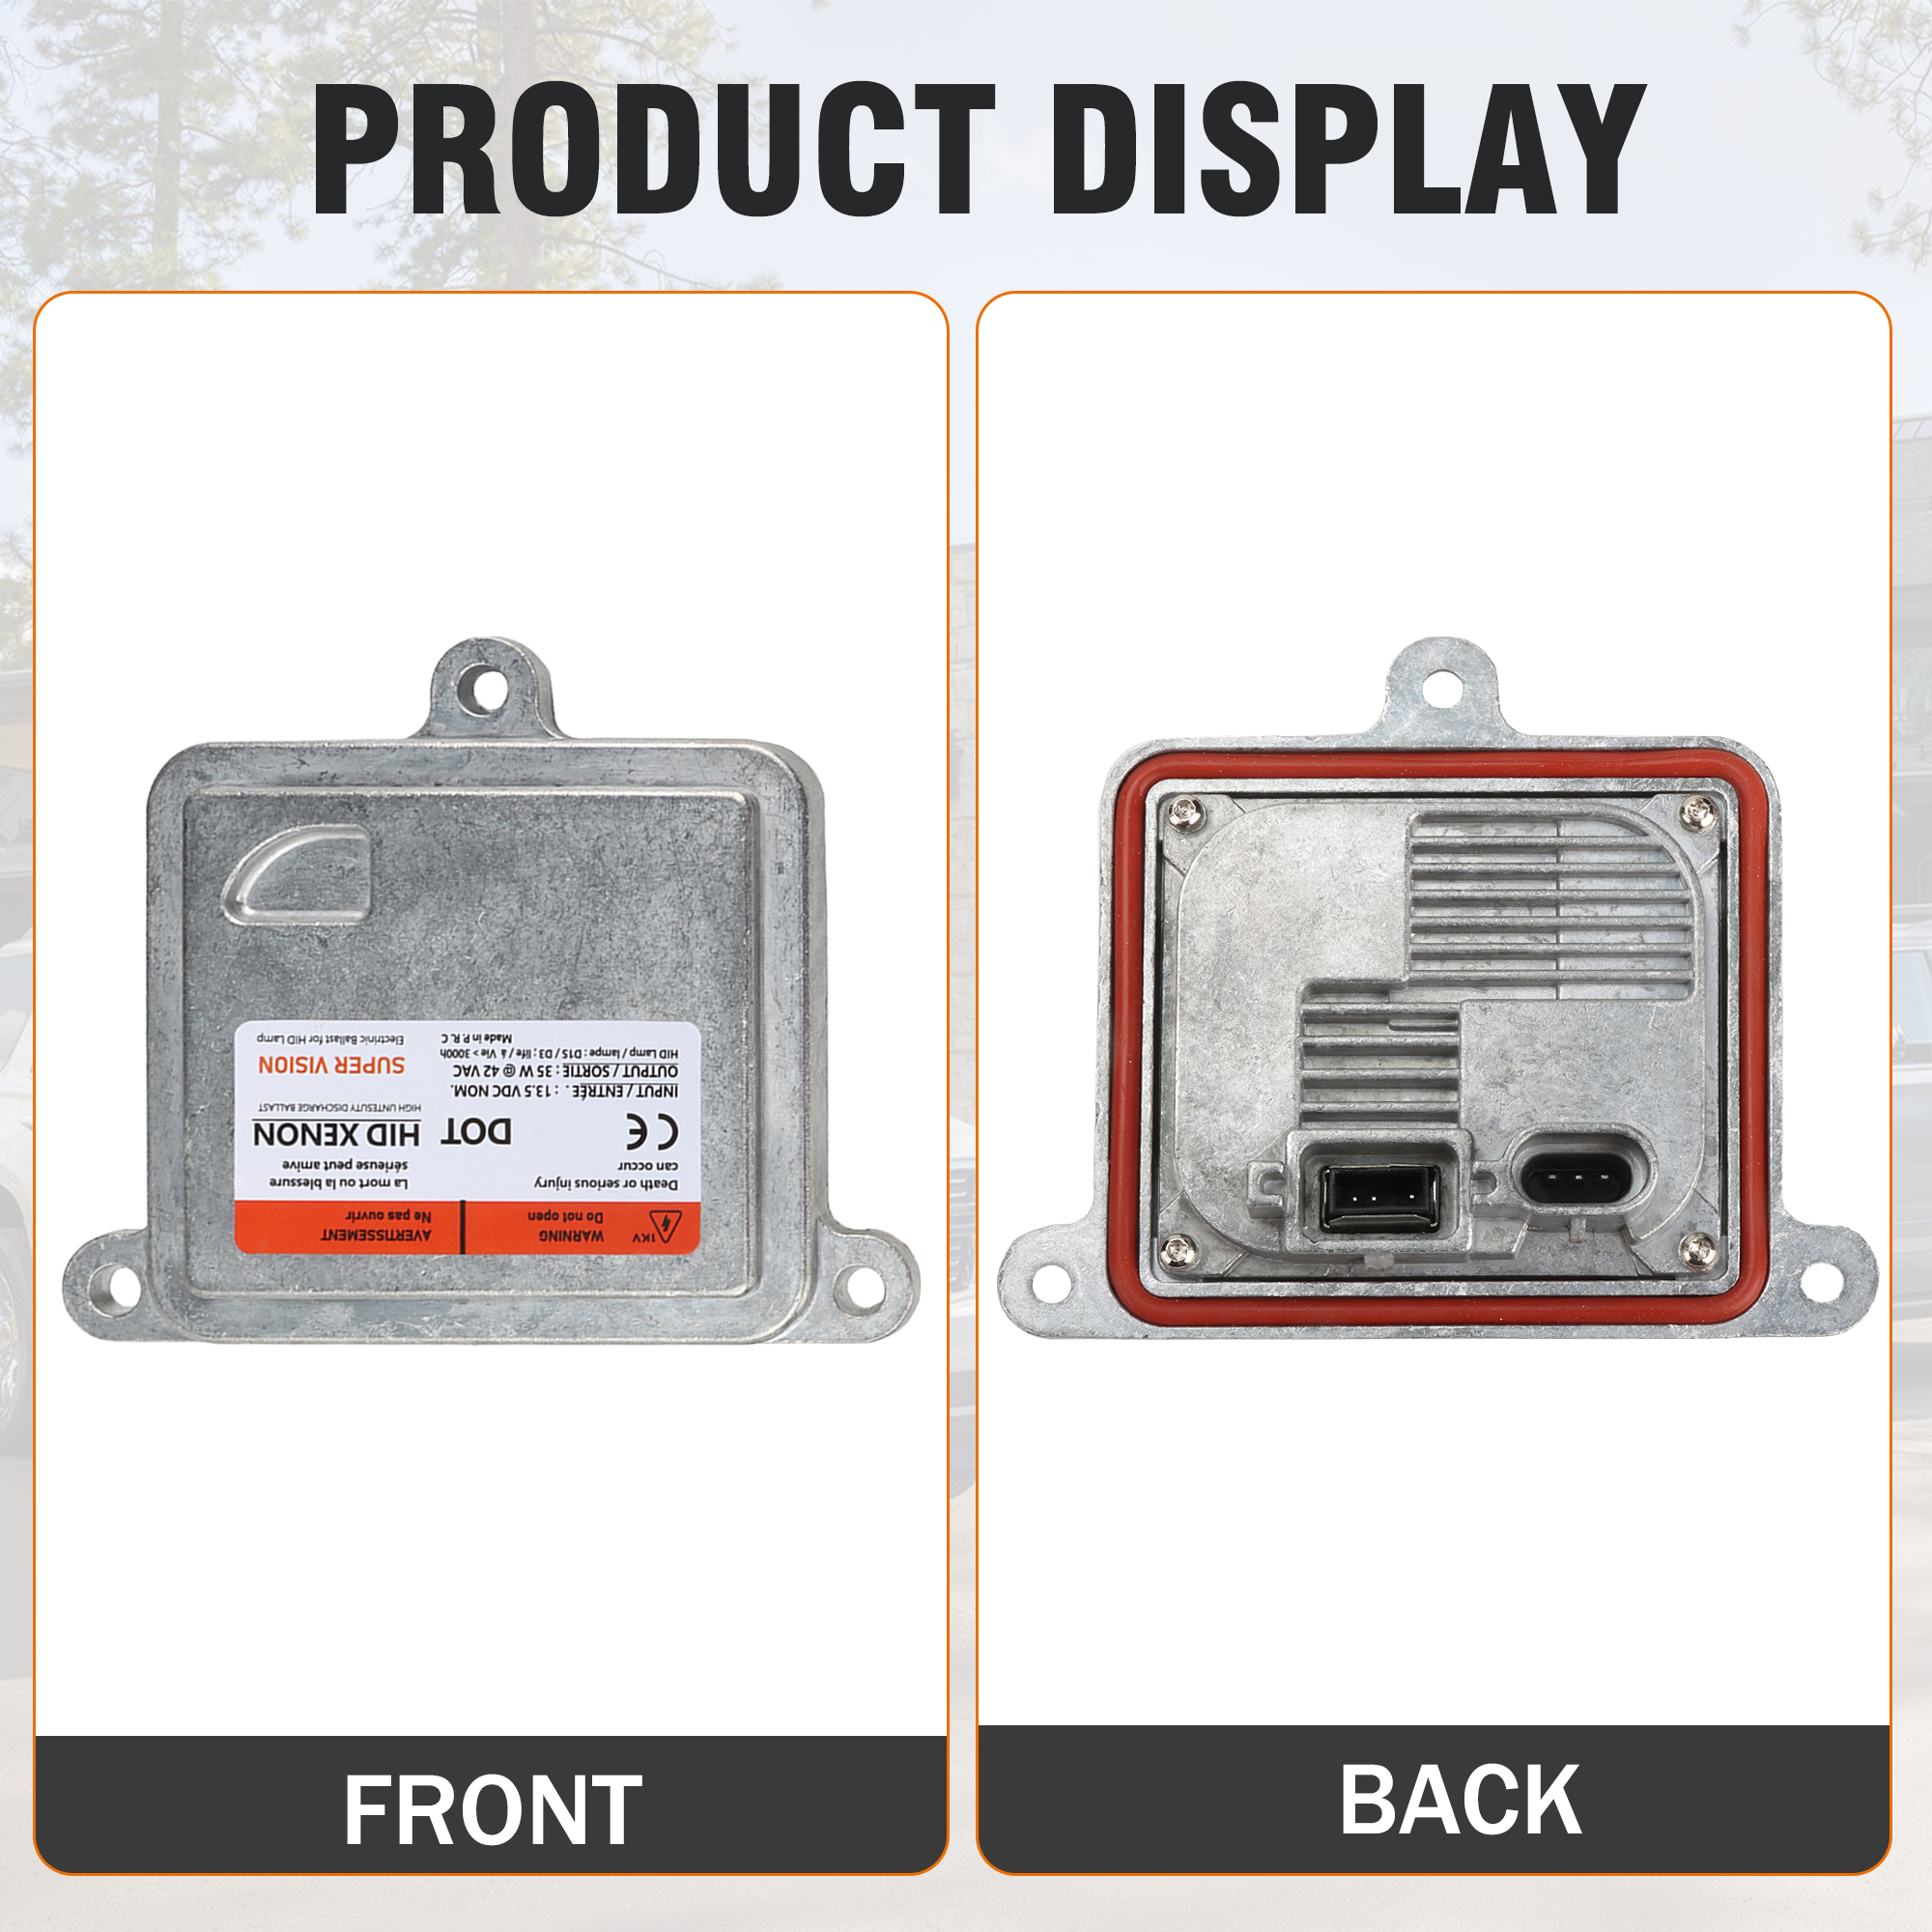 PRODUCT DISPLAY
1KV
WARNING
Do not open
AVERTISSEMENT
Ne pas ouvrir
Death or serious injury
can occur
La mort ou la blessure
sérieuse peut amive
CE
DOT
HID XENON
HIGH UNTESUTY DISCHARGE BALLAST
INPUT / ENTRÉE . : 13.5 VDC NOM.
OUTPUT / SORTIE : 35 W @ 42 VAC
HID Lamp / lampe : D1S / D3 ; life / á Vie > 3000h
Made in P. R. C
SUPER VISION
Electrinic Ballast for HID Lamp
FRONT
BACK